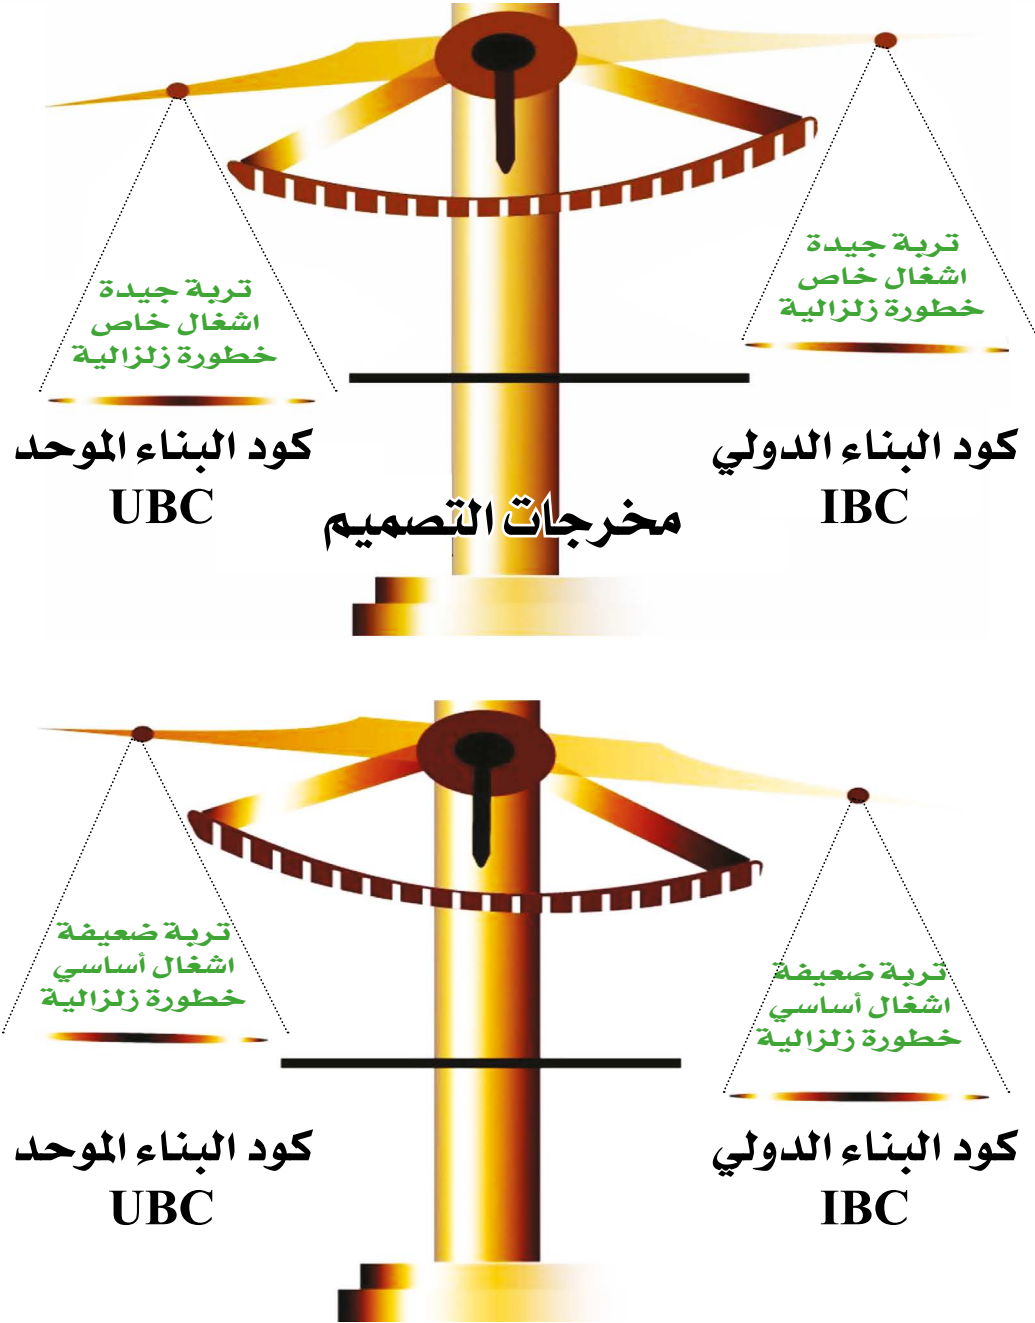 تربة جيدة
اشغال خاص
خطورة زلزالية
تربة جيدة
اشغال خاص
خطورة زلزالية
كود البناء الدولي
IBC
كود البناء الموحد
UBC
مخرجات التصميم
تربة ضعيفة
اشغال أساسي
خطورة زلزالية
تربة ضعيفة
اشغال أساسي
خطورة زلزالية
كود البناء الدولي
IBC
كود البناء الموحد
UBC